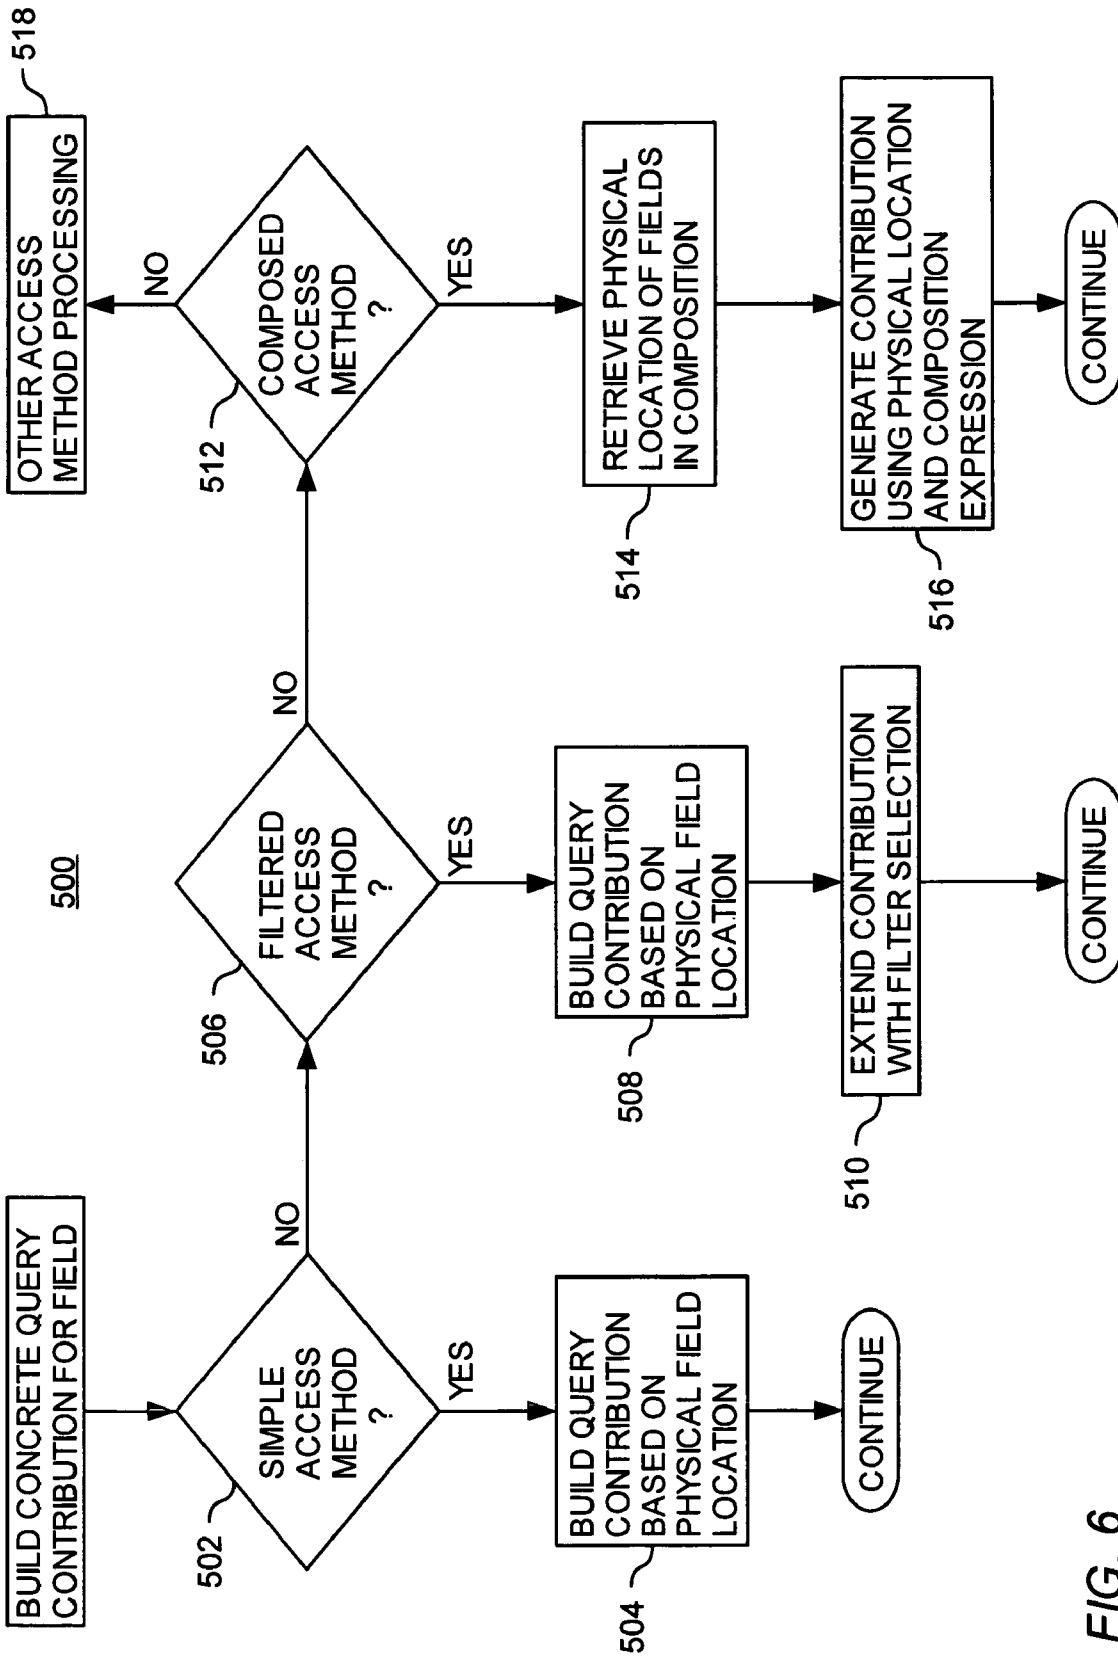 500
BUILD CONCRETE QUERY
CONTRIBUTION FOR FIELD
502
SIMPLE
ACCESS
METHOD
?
NO
YES
504
BUILD QUERY
CONTRIBUTION
BASED ON
PHYSICAL FIELD
LOCATION
CONTINUE
506
FILTERED
ACCESS
METHOD
?
NO
YES
508
BUILD QUERY
CONTRIBUTION
BASED ON
PHYSICAL FIELD
LOCATION
510
EXTEND CONTRIBUTION
WITH FILTER SELECTION
CONTINUE
512
COMPOSED
ACCESS
METHOD
?
NO
YES
518
OTHER ACCESS
METHOD PROCESSING
514
RETRIEVE PHYSICAL
LOCATION OF FIELDS
IN COMPOSITION
516
GENERATE CONTRIBUTION
USING PHYSICAL LOCATION
AND COMPOSITION
EXPRESSION
CONTINUE
FIG. 6